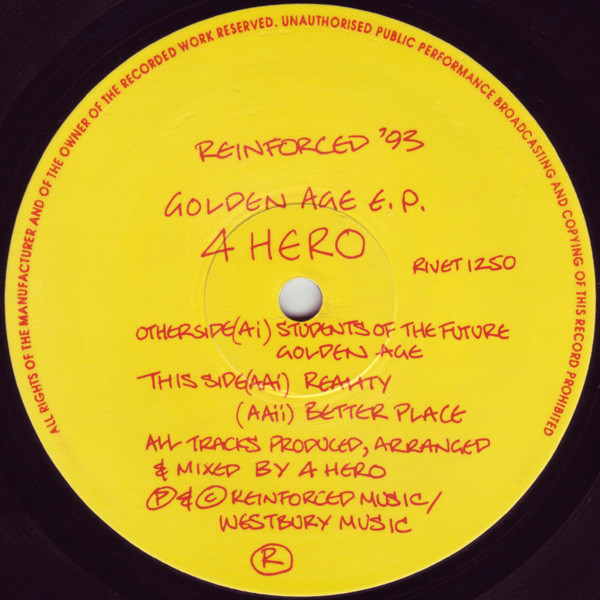 ALL RIGHTS OF THE MANUFACTURER AND OF THE OWNER OF THE RECORDED WORK RESERVED. UNAUTHORISED PUBLIC PERFORMANCE BROADCASTING AND COPYING OF THIS RECORD PROHIBITED
REINFORCED '93
GOLDEN AGE E.P.
4 HERO
RIVET 1250
OTHERSIDE(Ai) STUDENTS OF THE FUTURE
GOLDEN AGE
THIS SIDE(AAi) REALITY
(AAii) BETTER PLACE
ALL TRACKS PRODUCED, ARRANGED
& MIXED BY 4 HERO
Ⓟ & © REINFORCED MUSIC/
WESTBURY MUSIC
Ⓡ